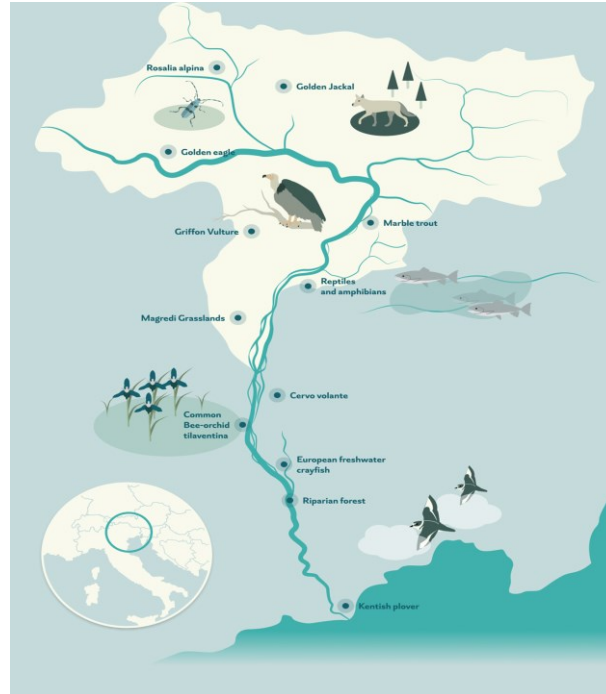 Rosalia alpina
Golden Jackal
Golden eagle
Griffon Vulture
Marble trout
Reptiles
and amphibians
Magredi Grasslands
Cervo volante
Common
Bee-orchid
tilaventina
European freshwater
crayfish
Riparian forest
Kentish plover